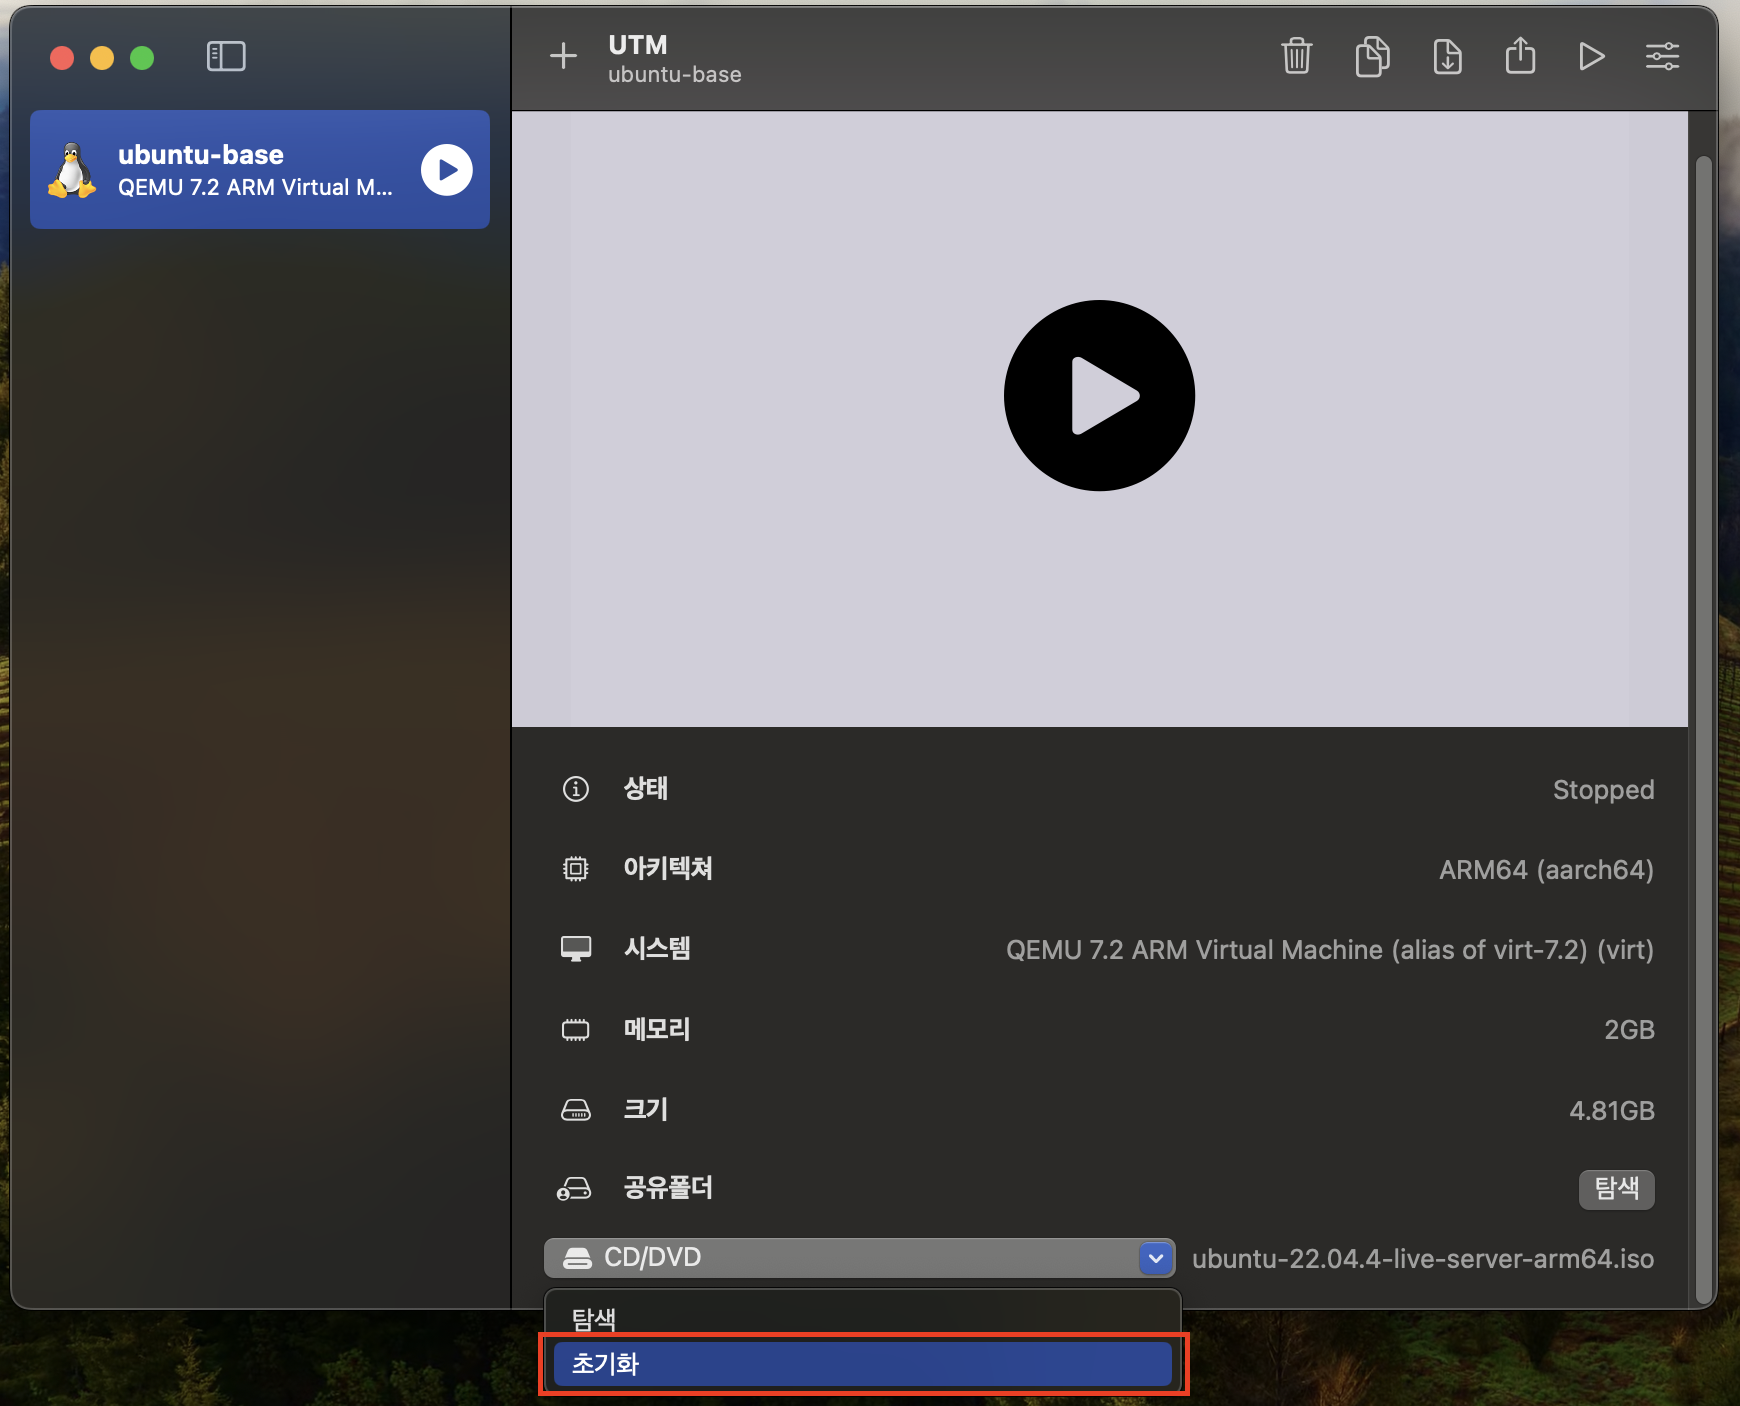 UTM
ubuntu-base
ubuntu-base
QEMU 7.2 ARM Virtual M...
상태
Stopped
아키텍쳐
ARM64 (aarch64)
시스템
QEMU 7.2 ARM Virtual Machine (alias of virt-7.2) (virt)
메모리
2GB
크기
4.81GB
공유폴더
탐색
CD/DVD
ubuntu-22.04.4-live-server-arm64.iso
탐색
초기화